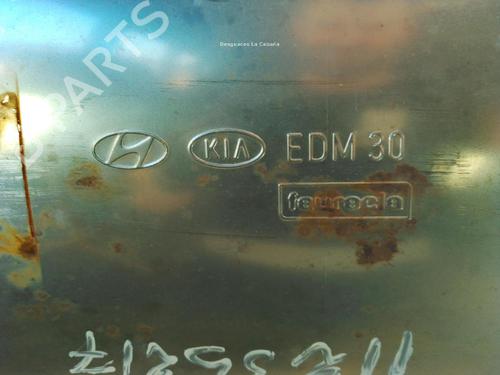 Desguaces La Cabaña
PARTS
KIA EDM 30
faurecia